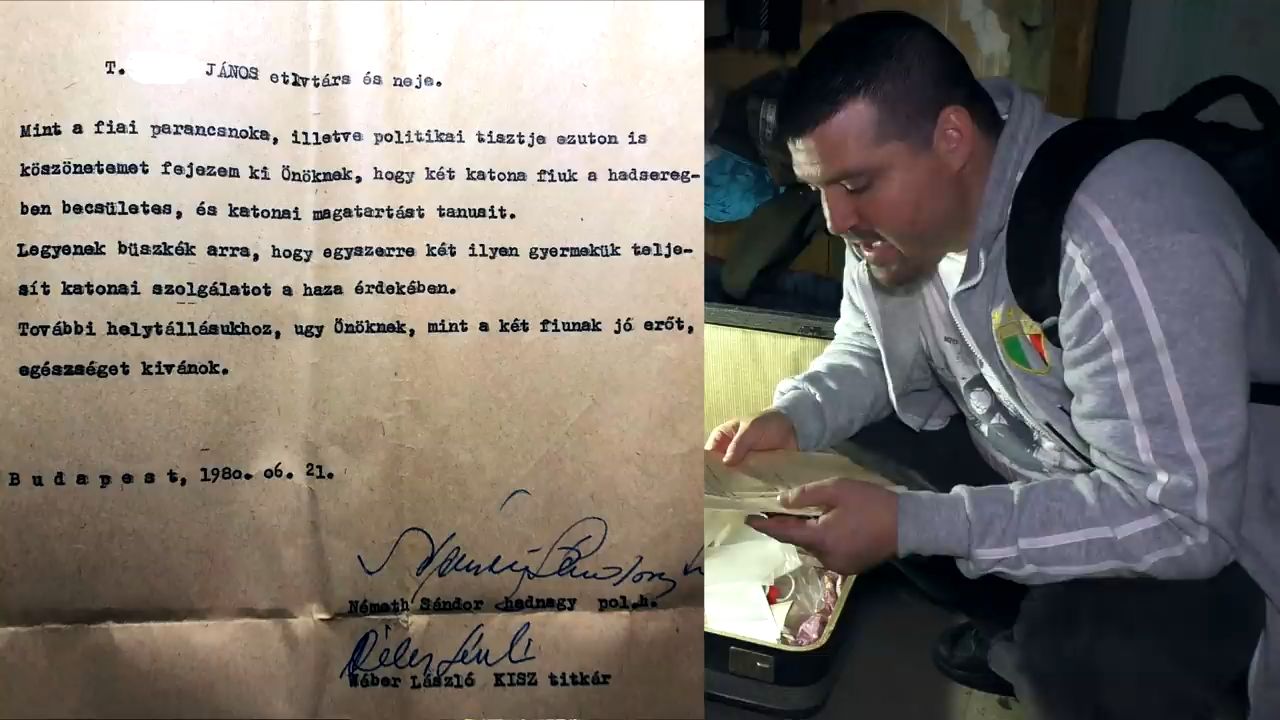 T. JÁNOS etlvtárs és neje.
Mint a fiai parancsnoka, illetve politikai tisztje ezuton is
köszönetemet fejezem ki Önöknek, hogy két katona fiuk a hadsereg-
ben becsületes, és katonai magatartást tanusit.
Legyenek büszkék arra, hogy egyszerre két ilyen gyermekük telje-
sít katonai szolgálatot a haza érdekében.
További helytállásukhoz, ugy Önöknek, mint a két fiunak jó erőt,
egészséget kivánok.
Budapest, 1980. 06. 21.
Németh Sándor hadnagy pol.h.
Wéber László KISZ titkár